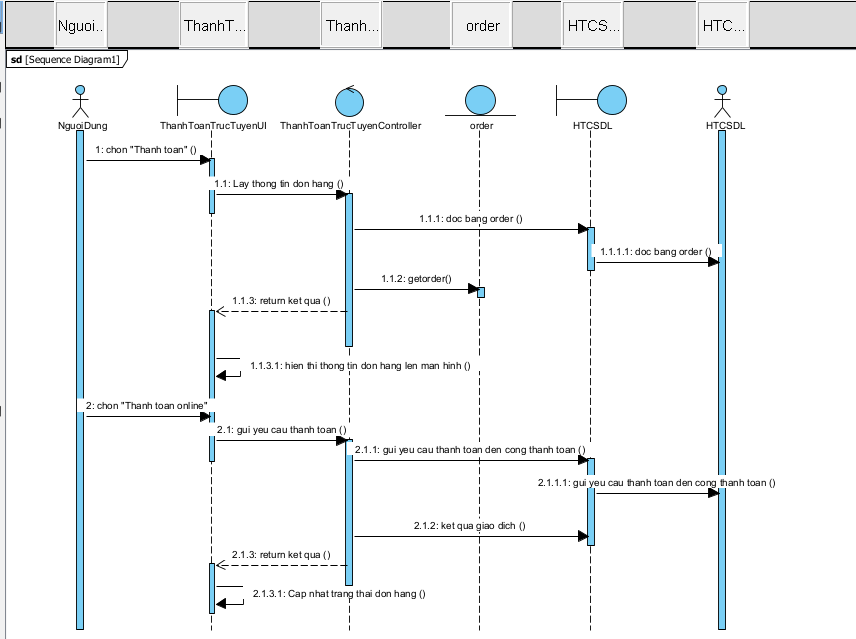 Nguoi.. ThanhT... Thanh... order HTCS... HTC...
sd [Sequence Diagram1]
NguoiDung ThanhToanTrucTuyenUI ThanhToanTrucTuyenController order HTCSDL HTCSDL
1: chon "Thanh toan" ()
1.1: Lay thong tin don hang ()
1.1.1: doc bang order ()
1.1.1.1: doc bang order ()
1.1.2: getorder()
1.1.3: return ket qua ()
1.1.3.1: hien thi thong tin don hang len man hinh ()
2: chon "Thanh toan online"
2.1: gui yeu cau thanh toan ()
2.1.1: gui yeu cau thanh toan den cong thanh toan ()
2.1.1.1: gui yeu cau thanh toan den cong thanh toan ()
2.1.2: ket qua giao dich ()
2.1.3: return ket qua ()
2.1.3.1: Cap nhat trang thai don hang ()